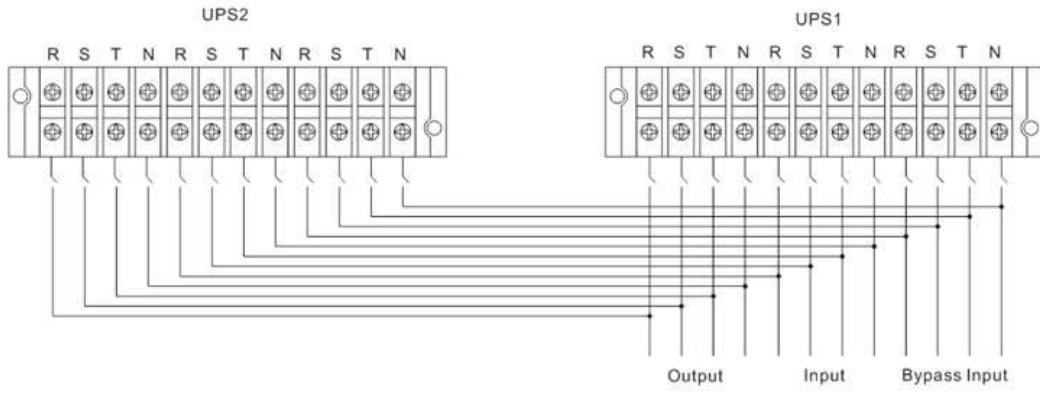 UPS2
UPS1
R S T N R S T N R S T N
R S T N R S T N R S T N
Output
Input
Bypass Input